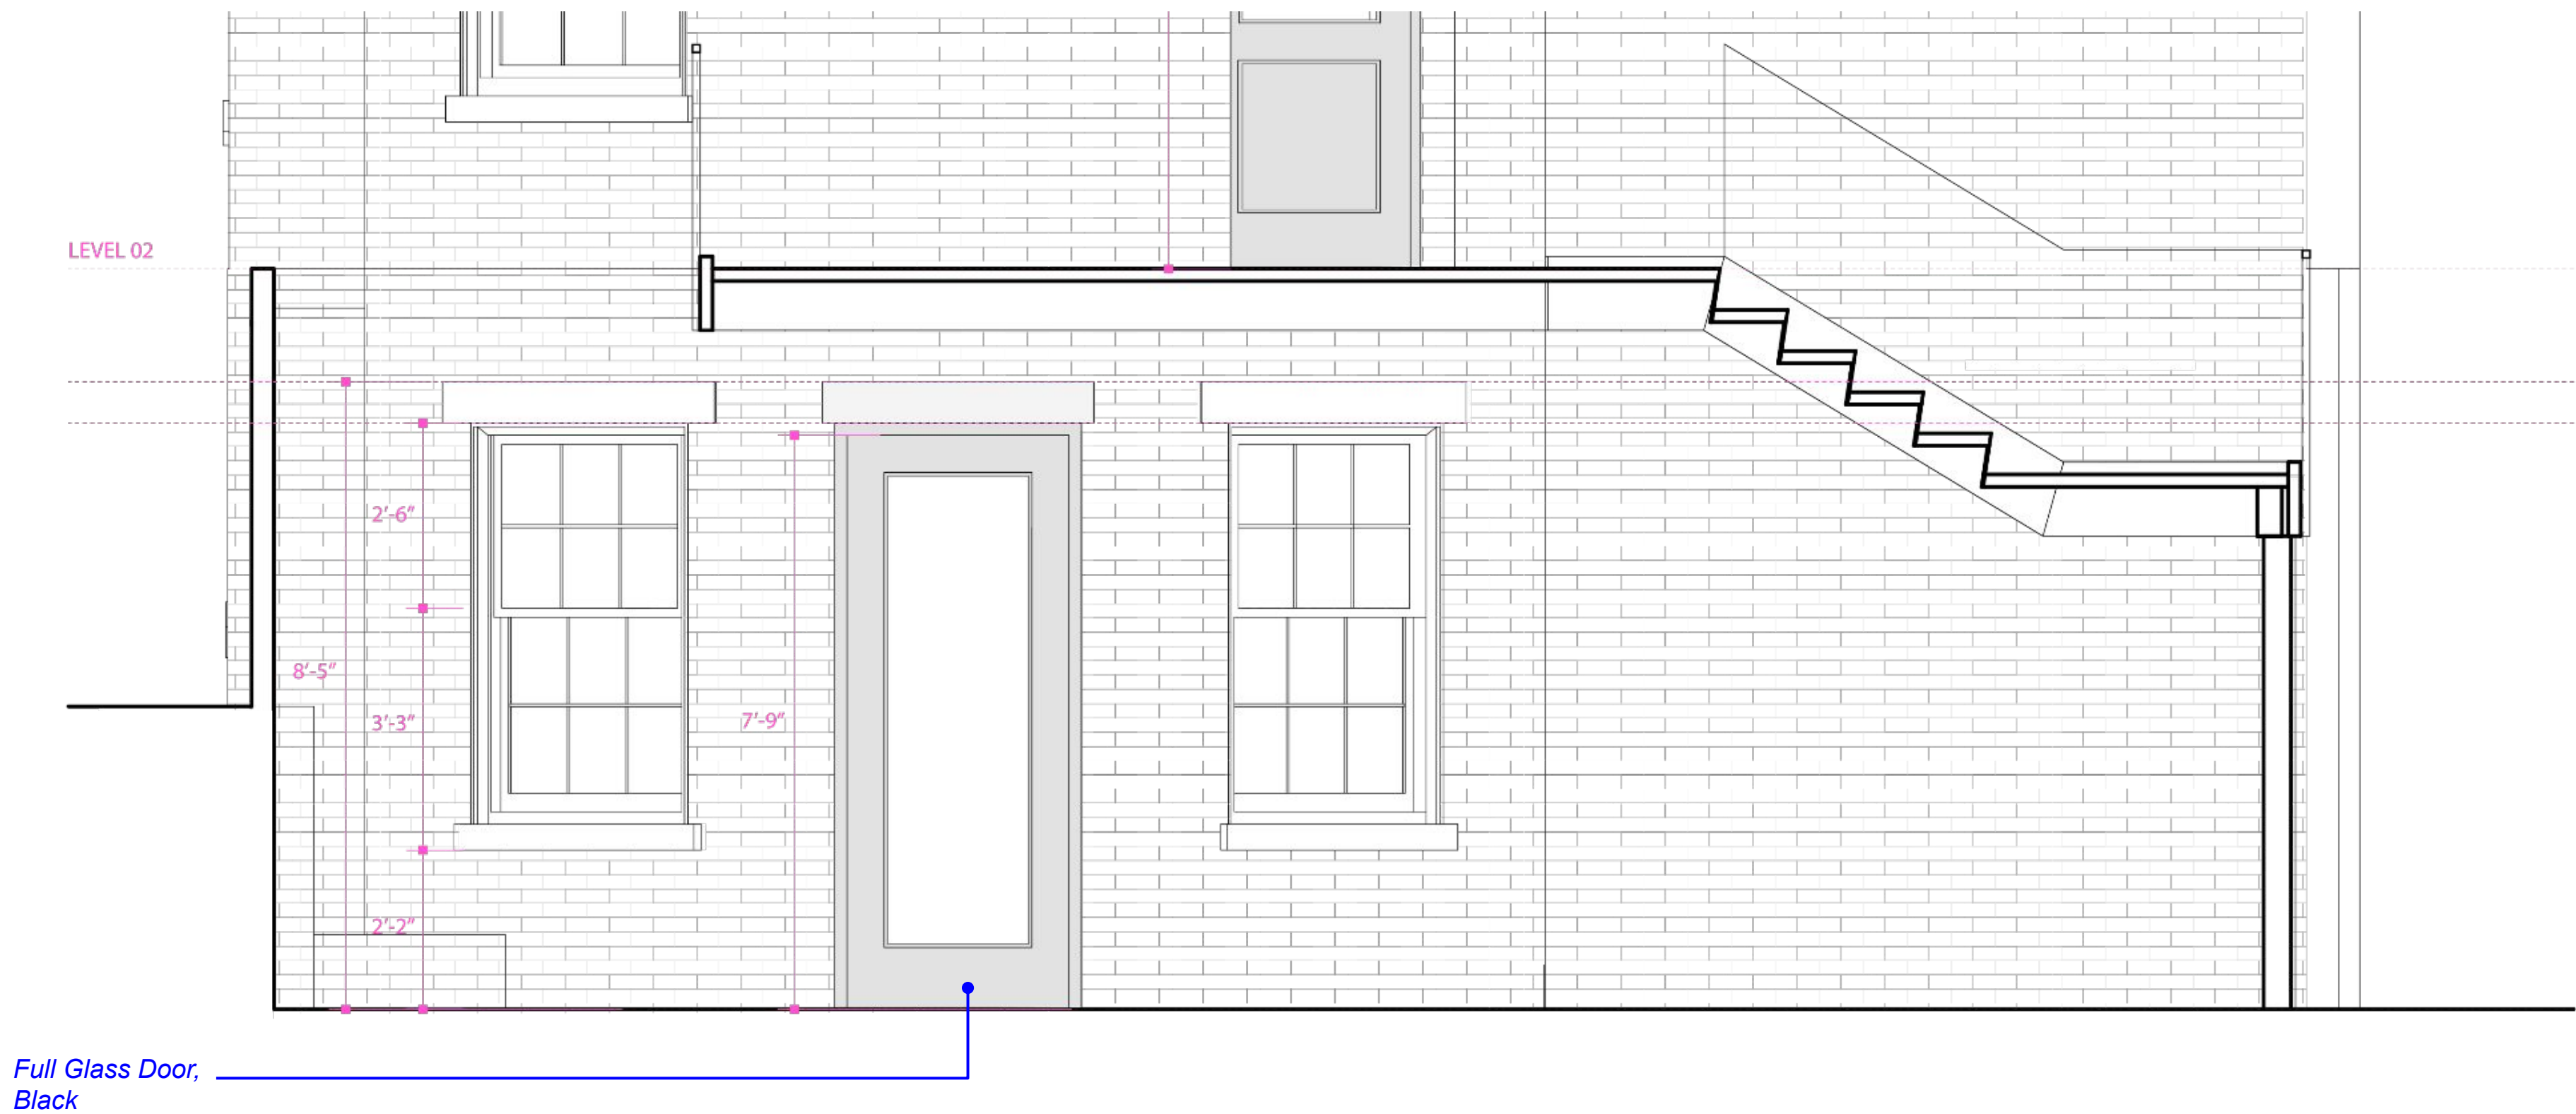 LEVEL 02
2'-6"
8'-5"
3'-3"
7'-9"
2'-2"
Full Glass Door,
Black